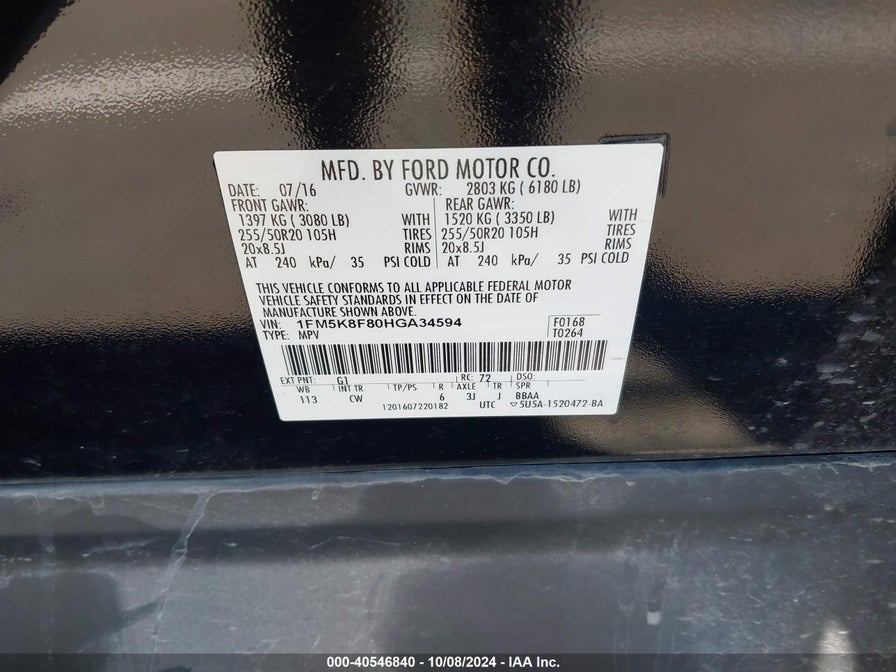 MFD. BY FORD MOTOR CO.
DATE: 07/16 GVWR: 2803 KG ( 6180 LB)
FRONT GAWR: REAR GAWR:
1397 KG ( 3080 LB) WITH 1520 KG ( 3350 LB) WITH
255/50R20 105H TIRES 255/50R20 105H TIRES
20x8.5J RIMS 20x8.5J RIMS
AT 240 kPa/ 35 PSI COLD AT 240 kPa/ 35 PSI COLD
THIS VEHICLE CONFORMS TO ALL APPLICABLE FEDERAL MOTOR
VEHICLE SAFETY STANDARDS IN EFFECT ON THE DATE OF
MANUFACTURE SHOWN ABOVE.
VIN: 1FM5K8F80HGA34594 F0168
TYPE: MPV T0264
EXT PNT: G1 RC: 72 DSO:
WB INT TR TP/PS R AXLE TR SPR
113 CW 6 3J J BBAA
1201607220182 UTC ▽5U5A-1520472-BA
000-40546840 - 10/08/2024 - IAA Inc.